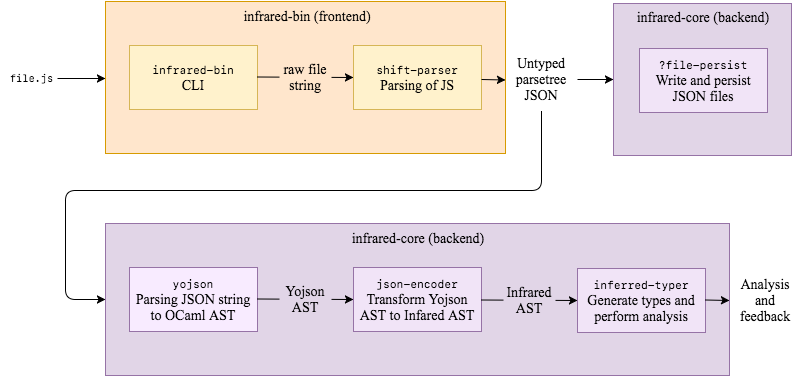 infrared-bin (frontend)
infrared-core (backend)
file.js
infrared-bin
CLI
raw file
string
shift-parser
Parsing of JS
Untyped
parsetree
JSON
?file-persist
Write and persist
JSON files
infrared-core (backend)
yojson
Parsing JSON string
to OCaml AST
Yojson
AST
json-encoder
Transform Yojson
AST to Infared AST
Infrared
AST
inferred-typer
Generate types and
perform analysis
Analysis
and
feedback